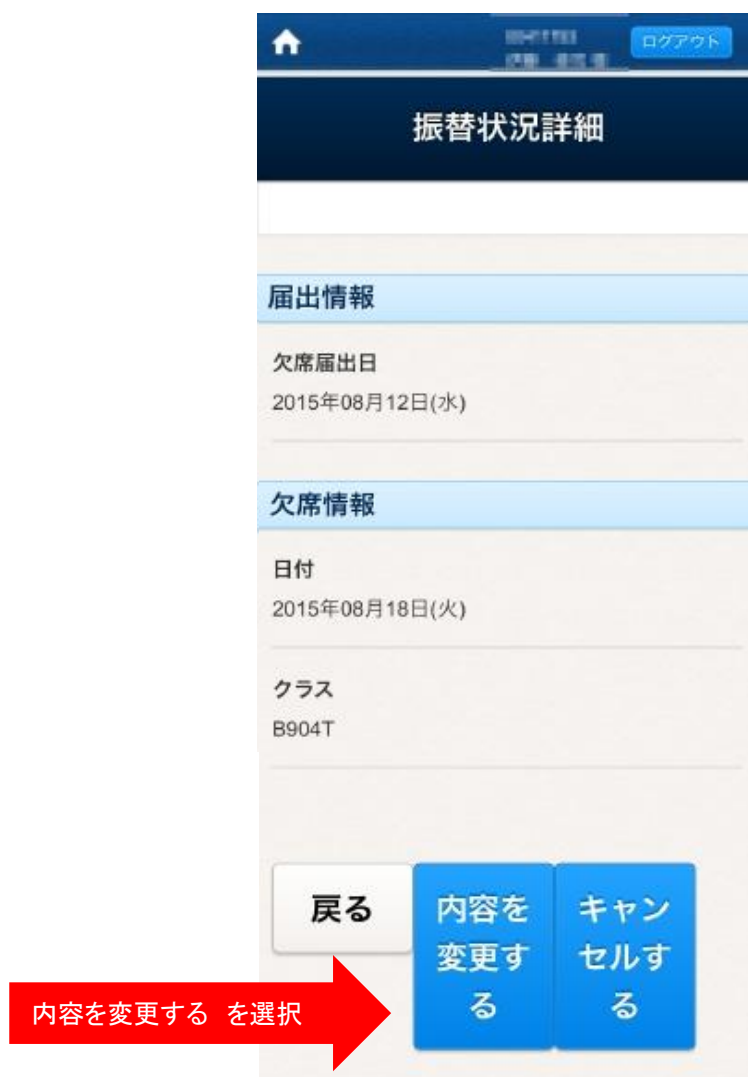 ログアウト
振替状況詳細
届出情報
欠席届出日
2015年08月12日(水)
欠席情報
日付
2015年08月18日(火)
クラス
B904T
戻る
内容を
変更す
る
キャン
セルす
る
内容を変更する を選択